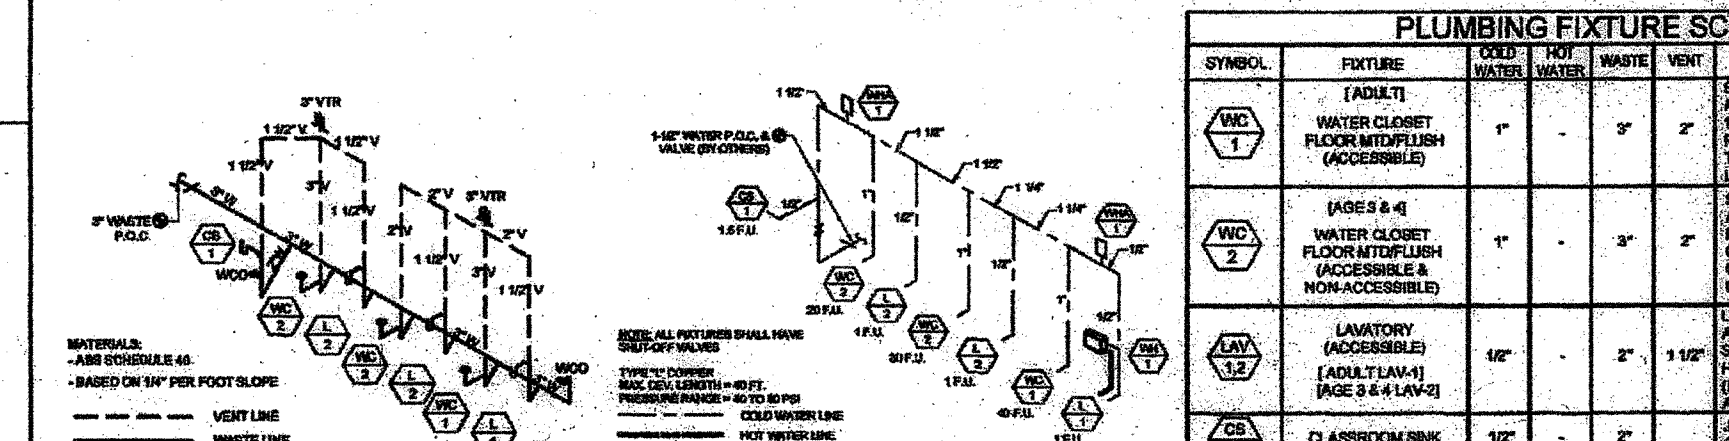 3" VTR
1 1/2" V
1 1/2" V
1 1/2" V
3" V
1 1/2" V
3" W
3" WASTE
P.O.C.
CS
1
3" W
WCO
2" V
3" VTR
2" V
2" V
1 1/2" V
3" V
1 1/2" V
3" W
WCO
WC
2
L
2
WC
2
L
2
WC
1
L
1
MATERIALS:
- ABS SCHEDULE 40
- BASED ON 1/4" PER FOOT SLOPE
VENT LINE
WASTE LINE
1 1/2"
WHA
1
1-1/2" WATER P.O.C. &
VALVE (BY OTHERS)
1 1/2"
1 1/2"
1 1/4"
1 1/4"
CS
1
1/2"
1.5 F.U.
1"
1/2"
1"
1/2"
1"
WHA
1
1/2"
1/2"
WC
2
20 F.U.
L
2
1 F.U.
WC
2
30 F.U.
L
2
1 F.U.
WC
1
40 F.U.
L
1
1 F.U.
WH
1
NOTE: ALL FIXTURES SHALL HAVE
SHUT-OFF VALVES
TYPE "L" COPPER
MAX. DEV. LENGTH = 40 FT.
PRESSURE RANGE = 40 TO 80 PSI
COLD WATER LINE
HOT WATER LINE
PLUMBING FIXTURE SC
SYMBOL FIXTURE COLD WATER HOT WATER WASTE VENT
WC
1
[ADULT]
WATER CLOSET
FLOOR MTD/FLUSH
(ACCESSIBLE)
1" - 3" 2"
WC
2
[AGE 3 & 4]
WATER CLOSET
FLOOR MTD/FLUSH
(ACCESSIBLE &
NON-ACCESSIBLE)
1" - 3" 2"
LAV
1,2
LAVATORY
(ACCESSIBLE)
[ADULT LAV-1]
[AGE 3 & 4 LAV-2]
1/2" - 2" 1 1/2"
CS
CLASSROOM SINK 1/2" - 2"